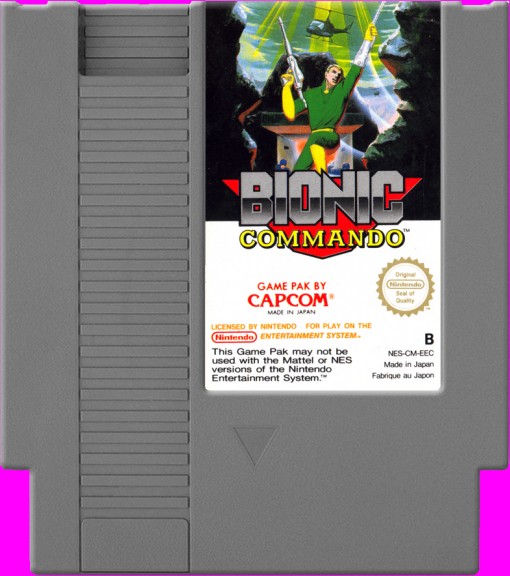 BIONIC
COMMANDO™
GAME PAK BY
CAPCOM®
MADE IN JAPAN
Original
Nintendo
Seal of
Quality
™
LICENSED BY NINTENDO FOR PLAY ON THE
Nintendo ENTERTAINMENT SYSTEM™
This Game Pak may not be
used with the Mattel or NES
versions of the Nintendo
Entertainment System.™
B
NES-CM-EEC
Made in Japan
Fabriqué au Japon